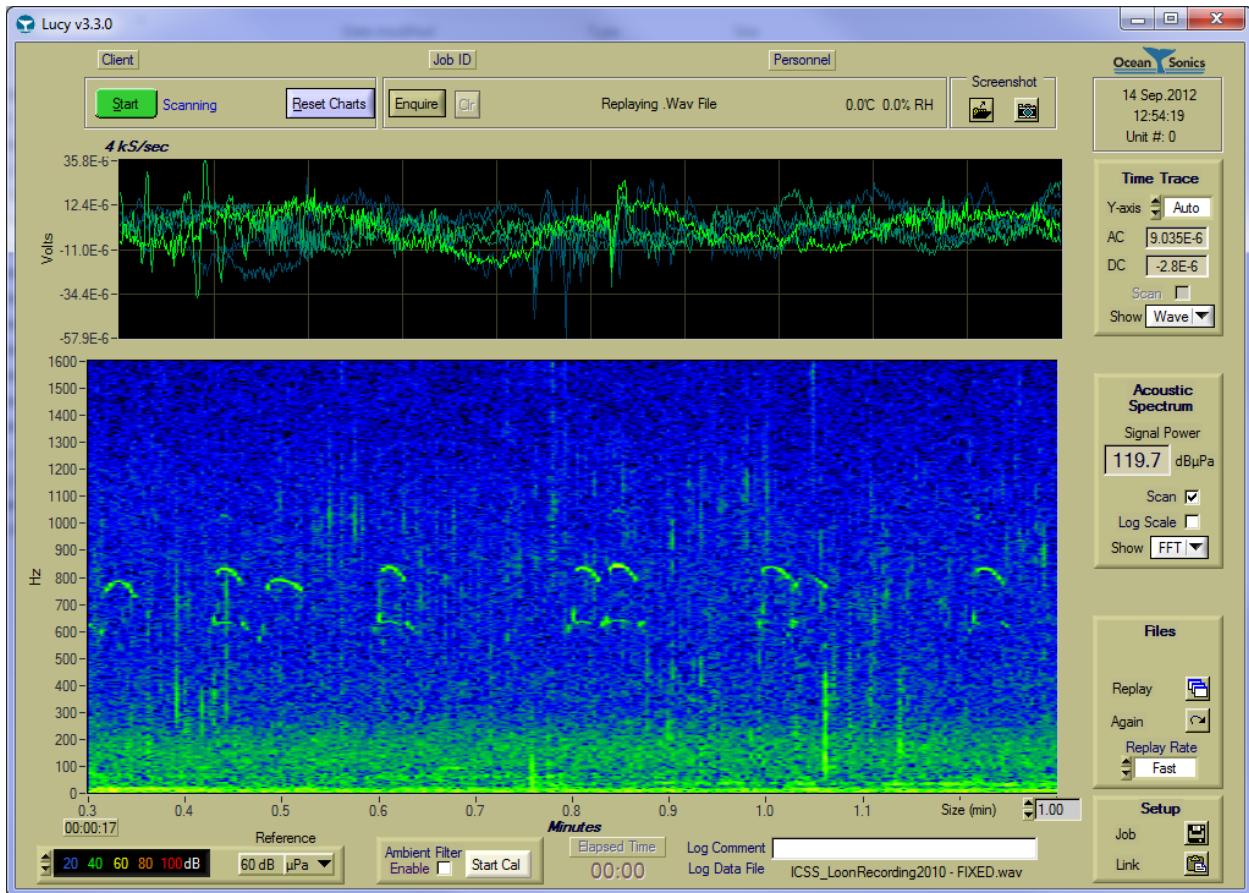 Lucy v3.3.0
Client Job ID Personnel
Ocean Sonics
Start Scanning Reset Charts Enquire Clr Replaying .Wav File 0.0℃ 0.0% RH Screenshot
14 Sep.2012
12:54:19
Unit #: 0
4 kS/sec
35.8E-6
12.4E-6
-11.0E-6
-34.4E-6
-57.9E-6
Volts
Time Trace
Y-axis Auto
AC 9.035E-6
DC -2.8E-6
Scan
Show Wave
1600
1500
1400
1300
1200
1100
1000
900
800
700
600
500
400
300
200
100
0
Hz
0.3 0.4 0.5 0.6 0.7 0.8 0.9 1.0 1.1 Size (min) 1.00
Minutes
Acoustic
Spectrum
Signal Power
119.7 dBµPa
Scan
Log Scale
Show FFT
Files
Replay
Again
Replay Rate
Fast
Setup
Job
Link
00:00:17
20 40 60 80 100 dB
Reference
60 dB µPa
Ambient Filter
Enable Start Cal
Elapsed Time
00:00
Log Comment
Log Data File ICSS_LoonRecording2010 - FIXED.wav